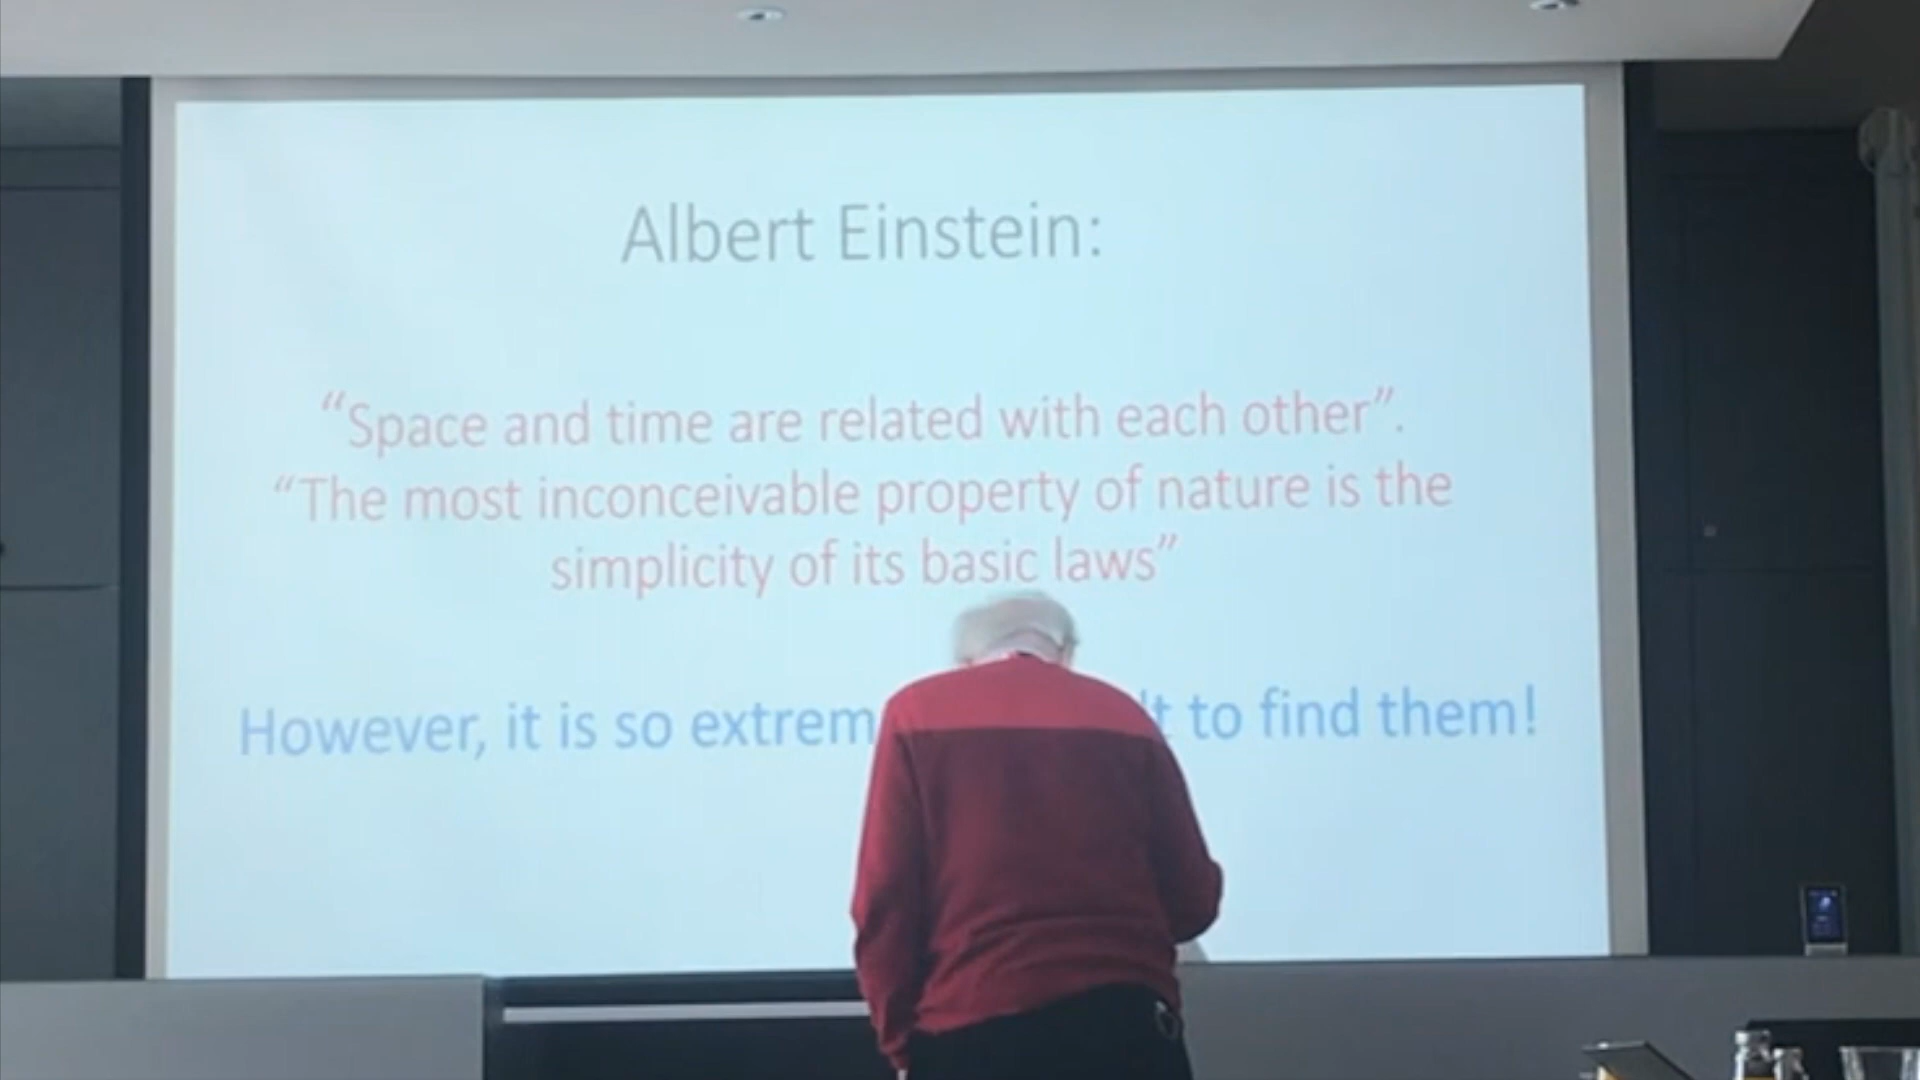 Albert Einstein:
“Space and time are related with each other”.
“The most inconceivable property of nature is the
simplicity of its basic laws”
However, it is so to find them!